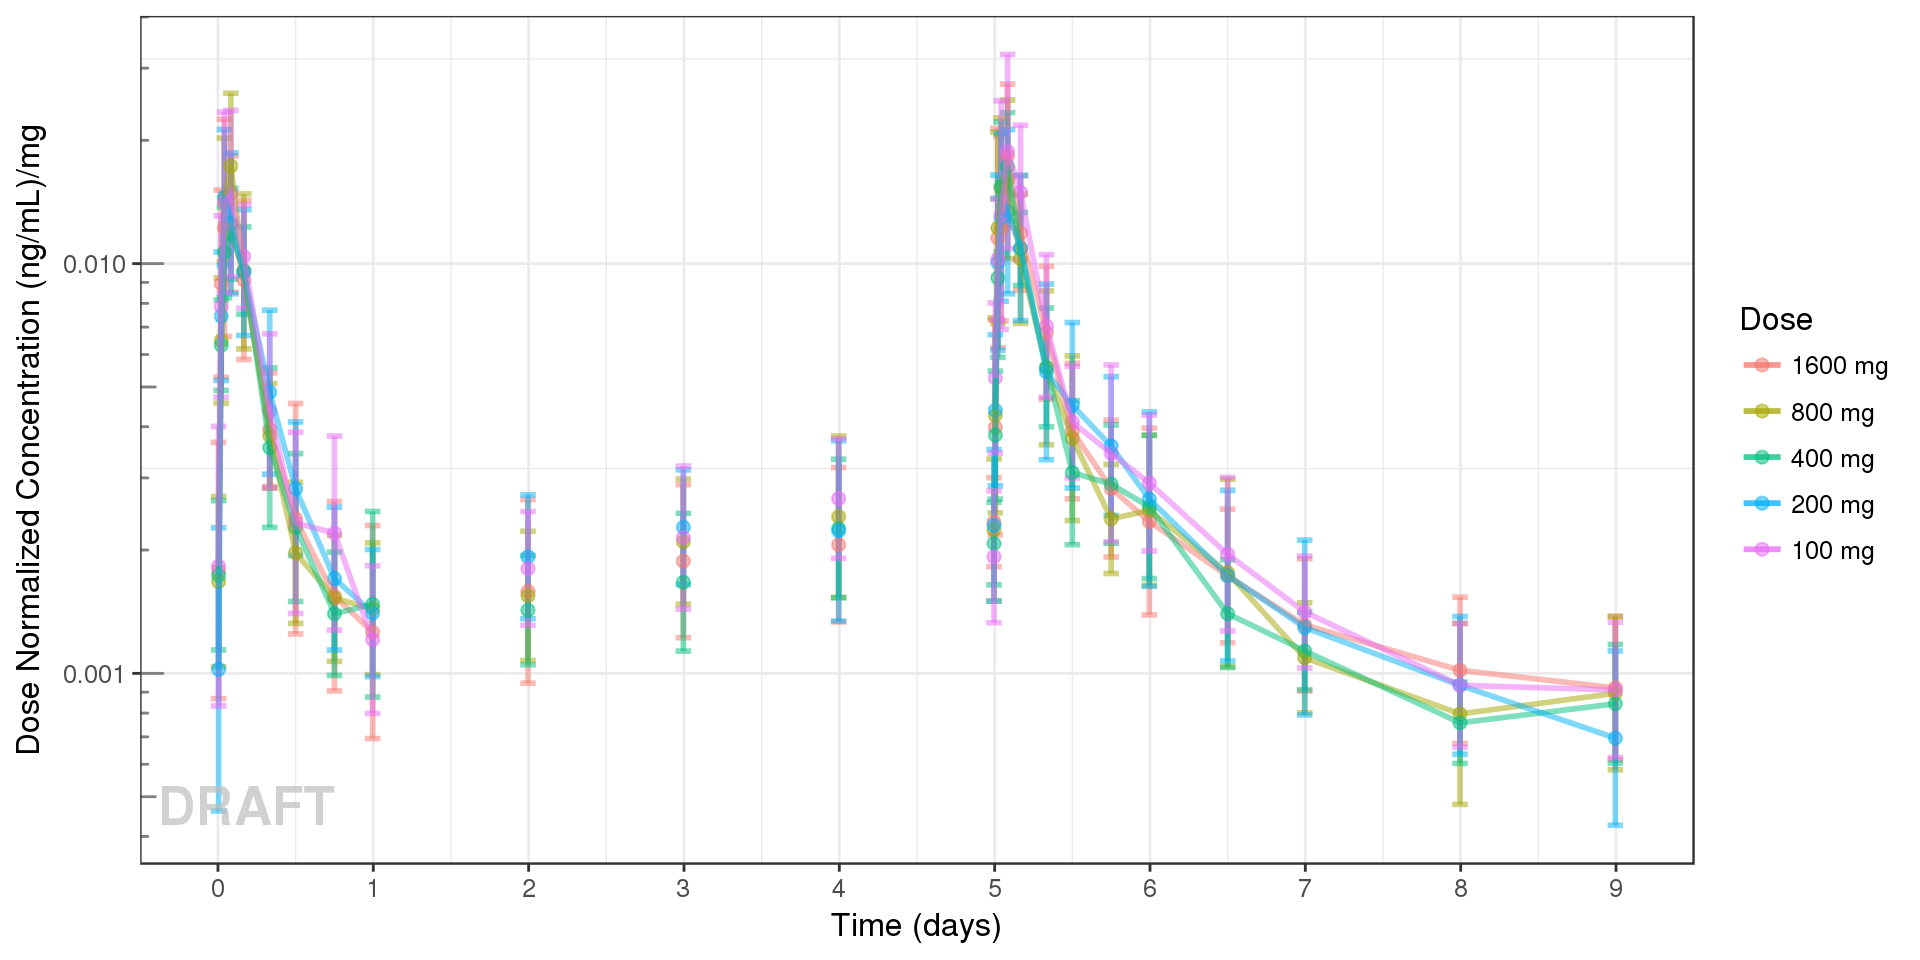 Dose Normalized Concentration (ng/mL)/mg
0.010
0.001
DRAFT
0 1 2 3 4 5 6 7 8 9
Time (days)
Dose
1600 mg
800 mg
400 mg
200 mg
100 mg